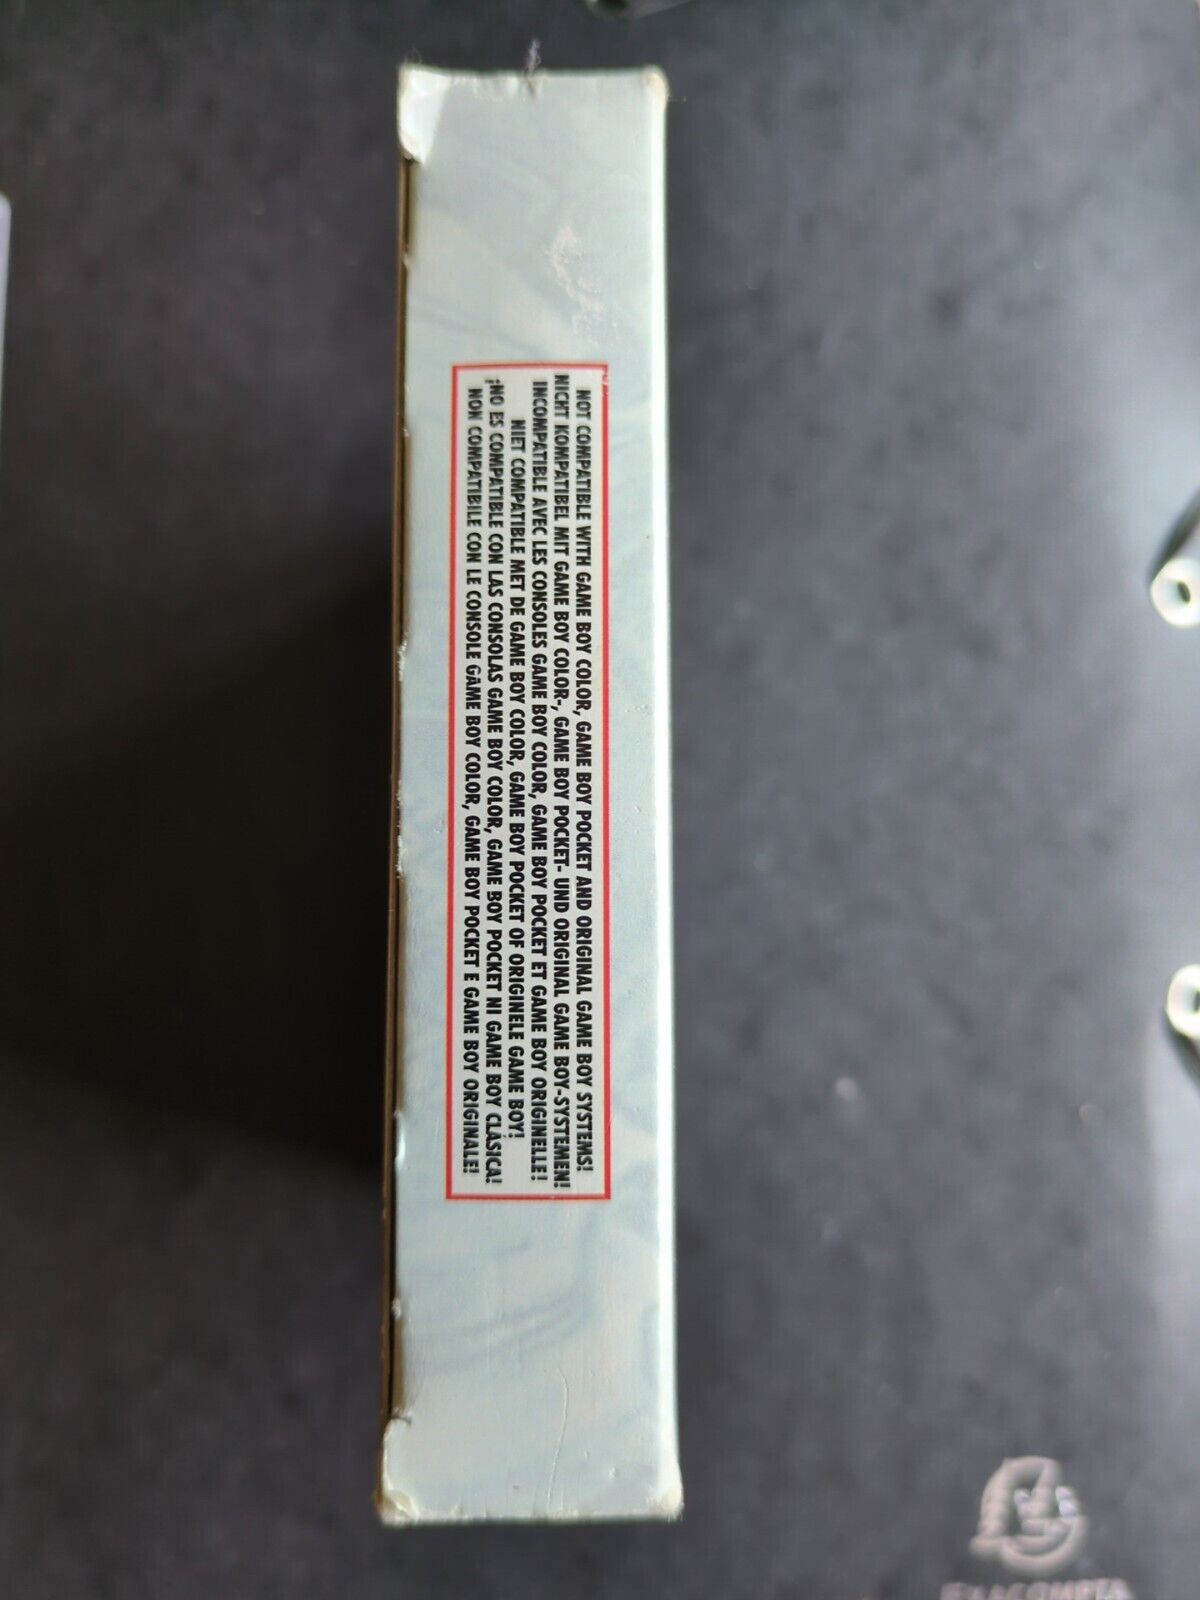 NOT COMPATIBLE WITH GAME BOY COLOR, GAME BOY POCKET AND ORIGINAL GAME BOY SYSTEMS!
NICHT KOMPATIBEL MIT GAME BOY COLOR-, GAME BOY POCKET- UND ORIGINAL GAME BOY-SYSTEMEN!
INCOMPATIBLE AVEC LES CONSOLES GAME BOY COLOR, GAME BOY POCKET ET GAME BOY ORIGINELLE!
NIET COMPATIBLE MET DE GAME BOY COLOR, GAME BOY POCKET OF ORIGINELE GAME BOY!
¡NO ES COMPATIBLE CON LAS CONSOLAS GAME BOY COLOR, GAME BOY POCKET NI GAME BOY CLÁSICA!
NON COMPATIBILE CON LE CONSOLE GAME BOY COLOR, GAME BOY POCKET E GAME BOY ORIGINALE!
EXACOMPTA